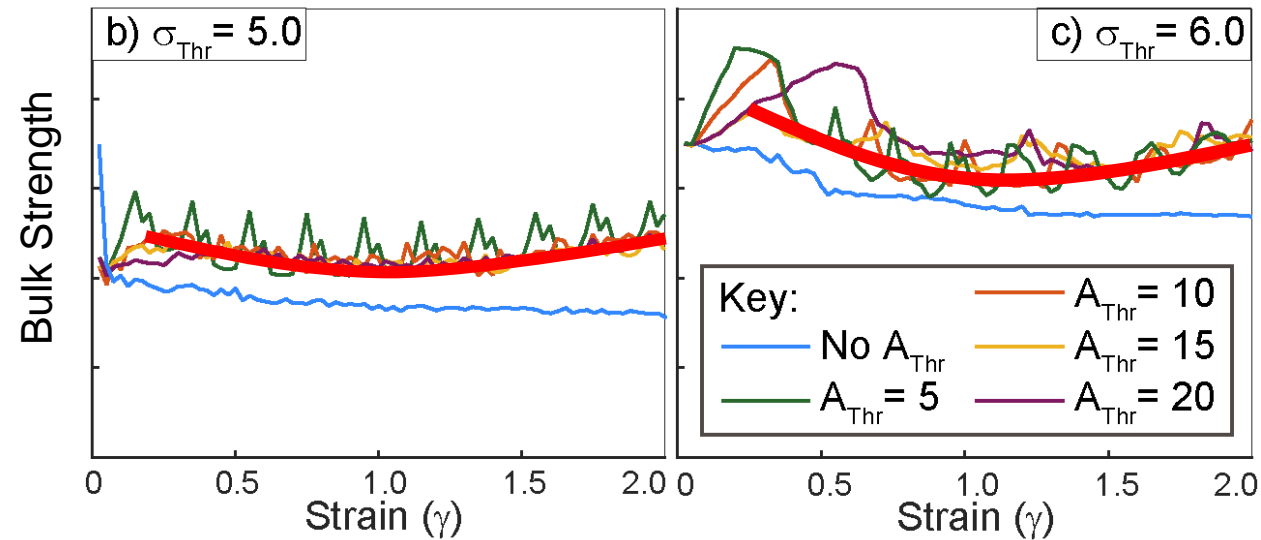 b) σThr= 5.0
c) σThr= 6.0
Bulk Strength
Key:
No AThr
AThr= 5
AThr= 10
AThr= 15
AThr= 20
0 0.5 1.0 1.5 2.0
0 0.5 1.0 1.5 2.0
Strain (γ)
Strain (γ)